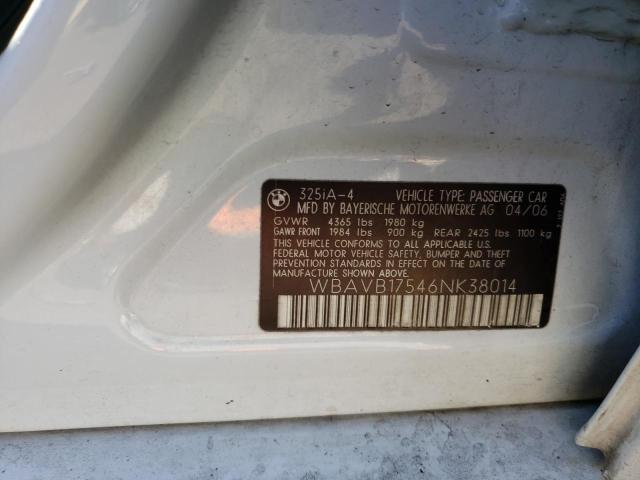 BMW 325iA-4 VEHICLE TYPE: PASSENGER CAR
MFD BY BAYERISCHE MOTORENWERKE AG 04/06
GVWR 4365 lbs 1980 kg
GAWR FRONT 1984 lbs 900 kg REAR 2425 lbs 1100 kg
THIS VEHICLE CONFORMS TO ALL APPLICABLE U.S.
FEDERAL MOTOR VEHICLE SAFETY, BUMPER AND THEFT
PREVENTION STANDARDS IN EFFECT ON THE DATE OF
MANUFACTURE SHOWN ABOVE.
WBAVB17546NK38014